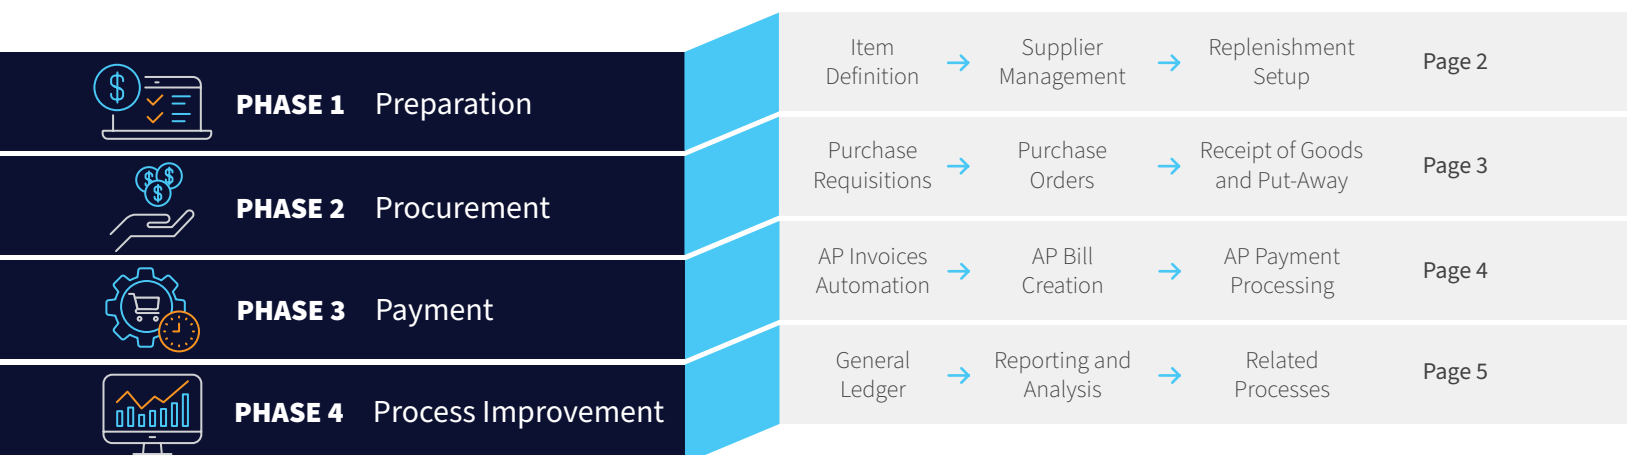 PHASE 1 Preparation
Item
Definition
Supplier
Management
Replenishment
Setup
Page 2
PHASE 2 Procurement
Purchase
Requisitions
Purchase
Orders
Receipt of Goods
and Put-Away
Page 3
PHASE 3 Payment
AP Invoices
Automation
AP Bill
Creation
AP Payment
Processing
Page 4
PHASE 4 Process Improvement
General
Ledger
Reporting and
Analysis
Related
Processes
Page 5